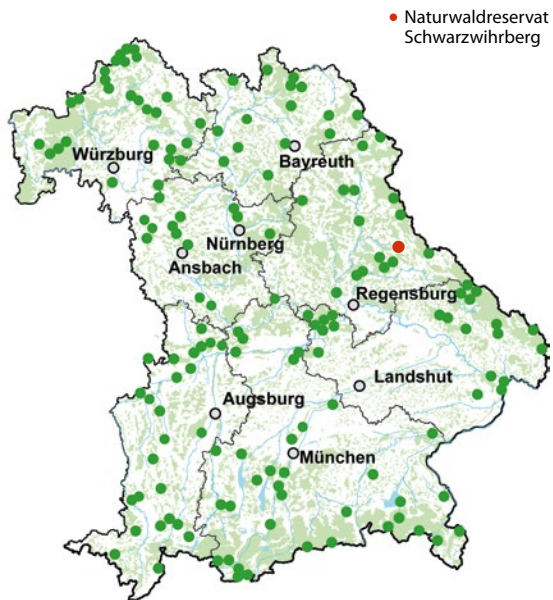 Naturwaldreservat
Schwarzwihrberg
Würzburg
Bayreuth
Nürnberg
Ansbach
Regensburg
Landshut
Augsburg
München